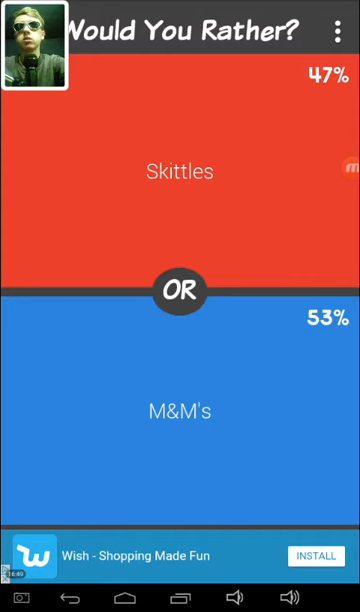 Would You Rather?
47%
Skittles
OR
53%
M&M's
Wish - Shopping Made Fun
INSTALL